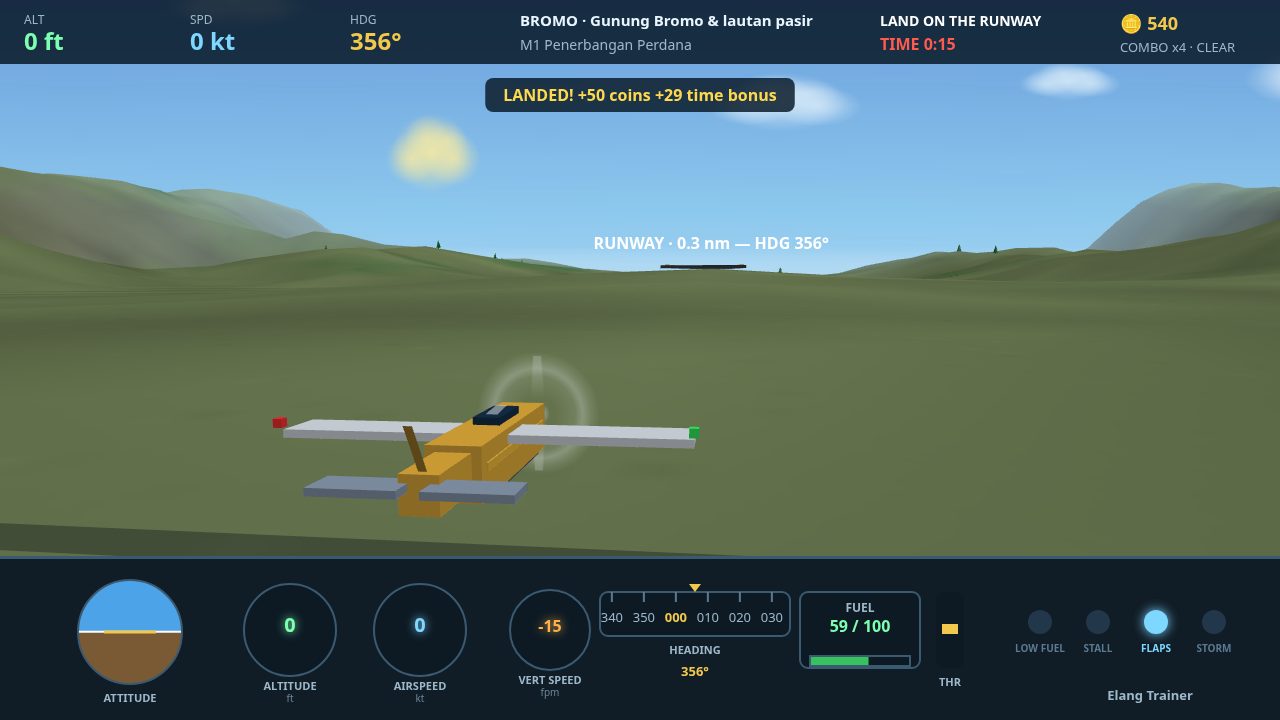 ALT
0 ft
SPD
0 kt
HDG
356°
BROMO · Gunung Bromo & lautan pasir
M1 Penerbangan Perdana
LAND ON THE RUNWAY
TIME 0:15
540
COMBO x4 · CLEAR
LANDED! +50 coins +29 time bonus
RUNWAY · 0.3 nm — HDG 356°
ATTITUDE
0
ALTITUDE
ft
0
AIRSPEED
kt
-15
VERT SPEED
fpm
340 350 000 010 020 030
HEADING
356°
FUEL
59 / 100
THR
LOW FUEL
STALL
FLAPS
STORM
Elang Trainer